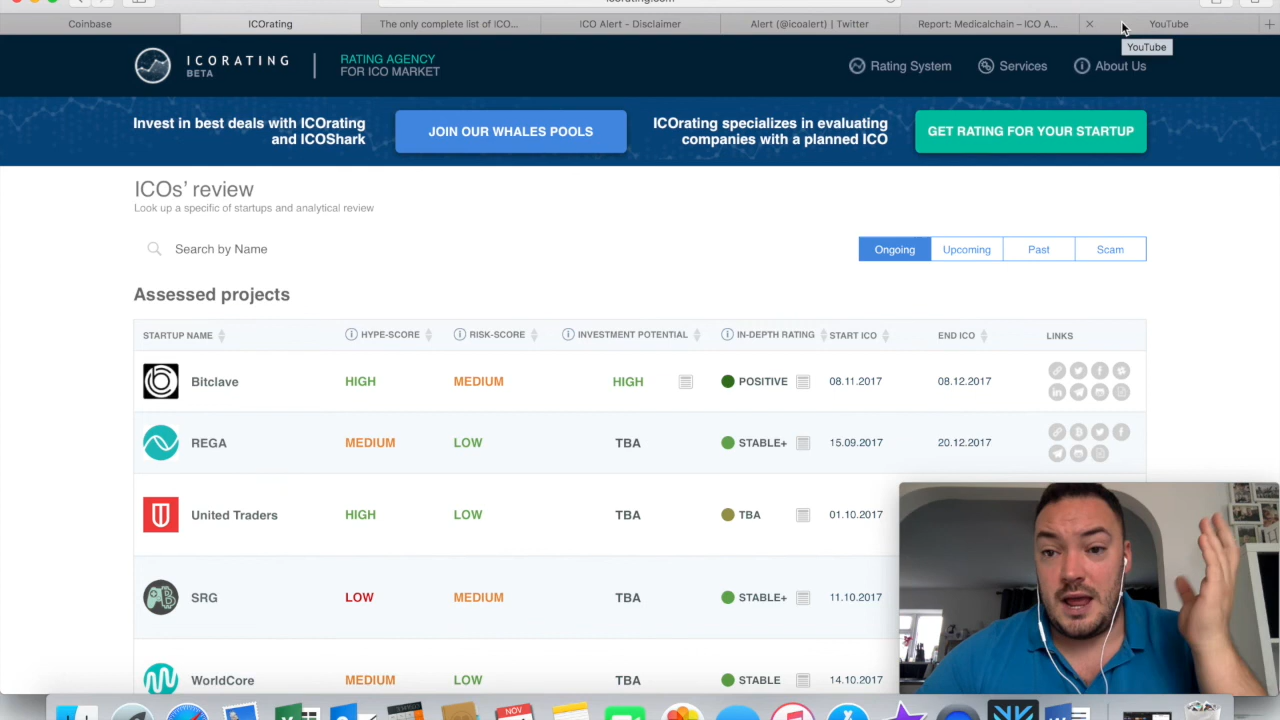 icorating.com
Coinbase
ICOrating
The only complete list of ICO...
ICO Alert - Disclaimer
Alert (@icoalert) | Twitter
Report: Medicalchain – ICO A...
YouTube
YouTube
ICORATING
BETA
RATING AGENCY
FOR ICO MARKET
Rating System
Services
About Us
Invest in best deals with ICOrating
and ICOShark
JOIN OUR WHALES POOLS
ICOrating specializes in evaluating
companies with a planned ICO
GET RATING FOR YOUR STARTUP
ICOs' review
Look up a specific of startups and analytical review
Search by Name
Ongoing
Upcoming
Past
Scam
Assessed projects
STARTUP NAME
HYPE-SCORE
RISK-SCORE
INVESTMENT POTENTIAL
IN-DEPTH RATING
START ICO
END ICO
LINKS
Bitclave
HIGH
MEDIUM
HIGH
POSITIVE
08.11.2017
08.12.2017
REGA
MEDIUM
LOW
TBA
STABLE+
15.09.2017
20.12.2017
United Traders
HIGH
LOW
TBA
TBA
01.10.2017
SRG
LOW
MEDIUM
TBA
STABLE+
11.10.2017
WorldCore
MEDIUM
LOW
TBA
STABLE
14.10.2017
NOV